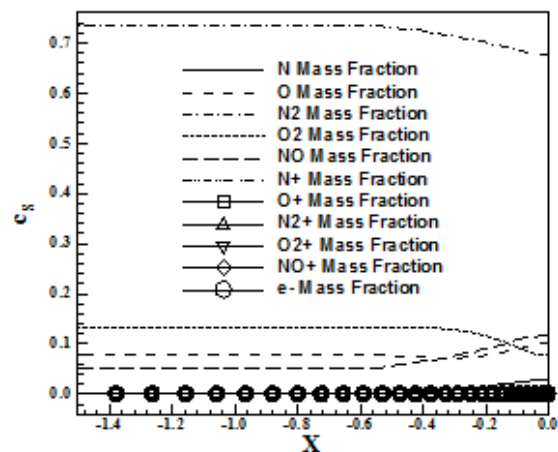 0.7
0.6
0.5
0.4
0.3
0.2
0.1
0.0
c_s
N Mass Fraction
O Mass Fraction
N2 Mass Fraction
O2 Mass Fraction
NO Mass Fraction
N+ Mass Fraction
O+ Mass Fraction
N2+ Mass Fraction
O2+ Mass Fraction
NO+ Mass Fraction
e- Mass Fraction
-1.4 -1.2 -1.0 -0.8 -0.6 -0.4 -0.2 0.0
X